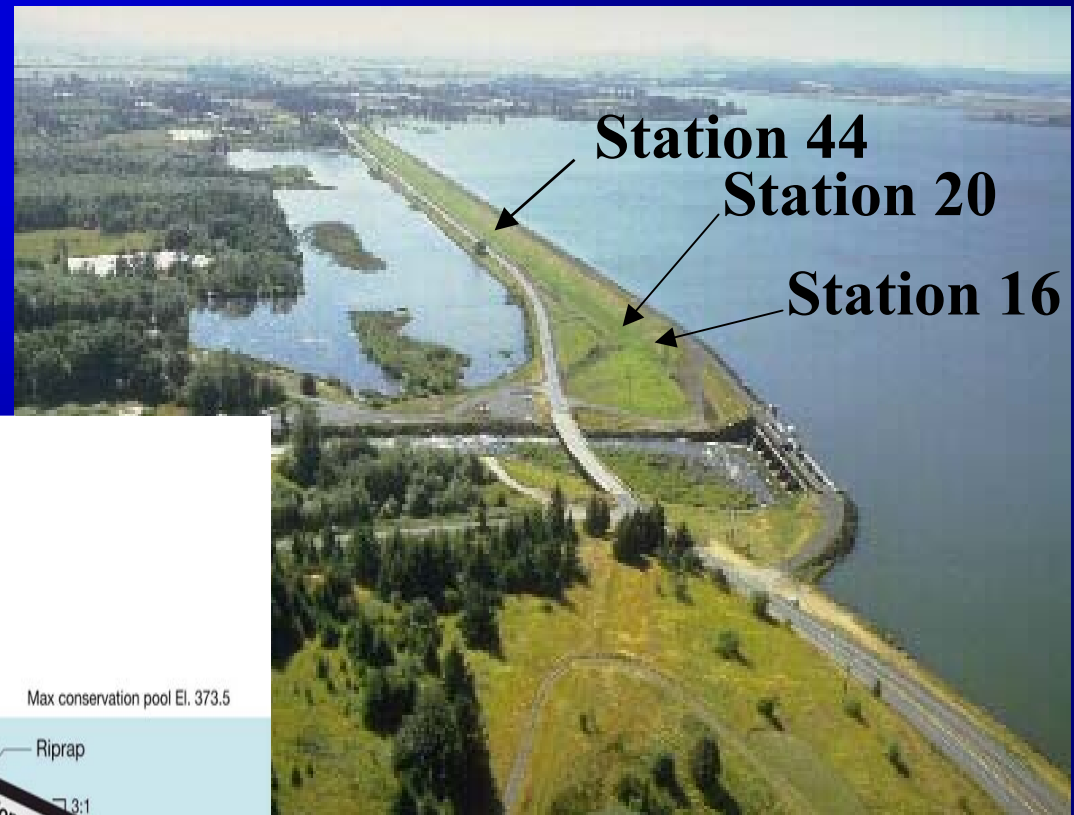 Station 44
Station 20
Station 16
Max conservation pool El. 373.5
Riprap
3:1